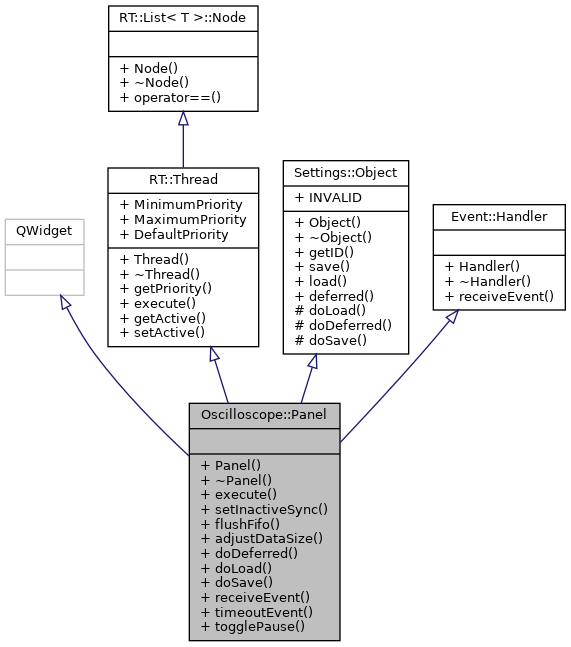 RT::List< T >::Node
+ Node()
+ ~Node()
+ operator==()
QWidget
RT::Thread
+ MinimumPriority
+ MaximumPriority
+ DefaultPriority
+ Thread()
+ ~Thread()
+ getPriority()
+ execute()
+ getActive()
+ setActive()
Settings::Object
+ INVALID
+ Object()
+ ~Object()
+ getID()
+ save()
+ load()
+ deferred()
# doLoad()
# doDeferred()
# doSave()
Event::Handler
+ Handler()
+ ~Handler()
+ receiveEvent()
Oscilloscope::Panel
+ Panel()
+ ~Panel()
+ execute()
+ setInactiveSync()
+ flushFifo()
+ adjustDataSize()
+ doDeferred()
+ doLoad()
+ doSave()
+ receiveEvent()
+ timeoutEvent()
+ togglePause()